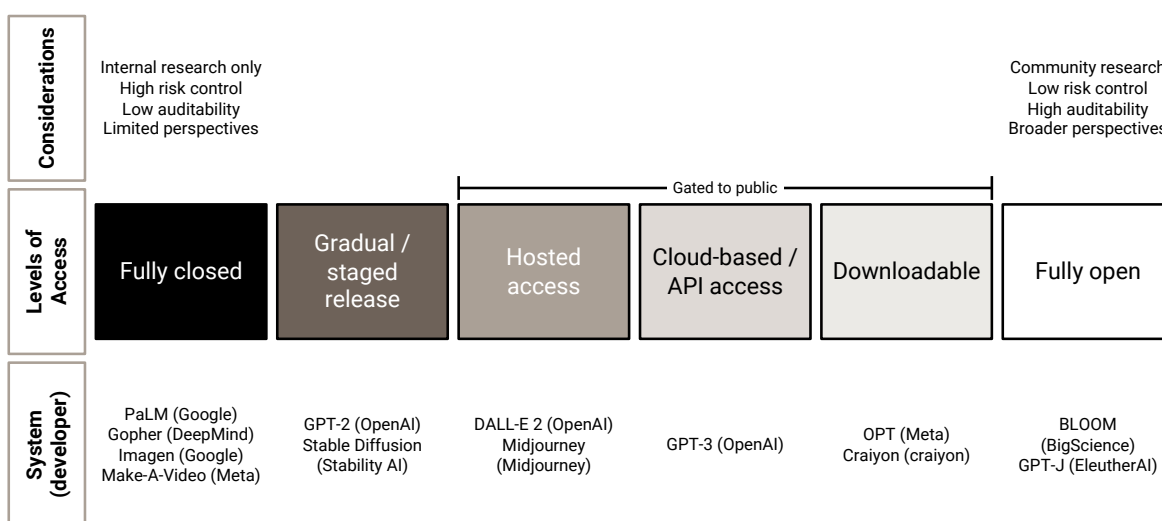 Considerations
Internal research only
High risk control
Low auditability
Limited perspectives
Community research
Low risk control
High auditability
Broader perspectives
Gated to public
Levels of
Access
Fully closed
Gradual /
staged
release
Hosted
access
Cloud-based /
API access
Downloadable
Fully open
System
(developer)
PaLM (Google)
Gopher (DeepMind)
Imagen (Google)
Make-A-Video (Meta)
GPT-2 (OpenAI)
Stable Diffusion
(Stability AI)
DALL-E 2 (OpenAI)
Midjourney
(Midjourney)
GPT-3 (OpenAI)
OPT (Meta)
Craiyon (craiyon)
BLOOM
(BigScience)
GPT-J (EleutherAI)